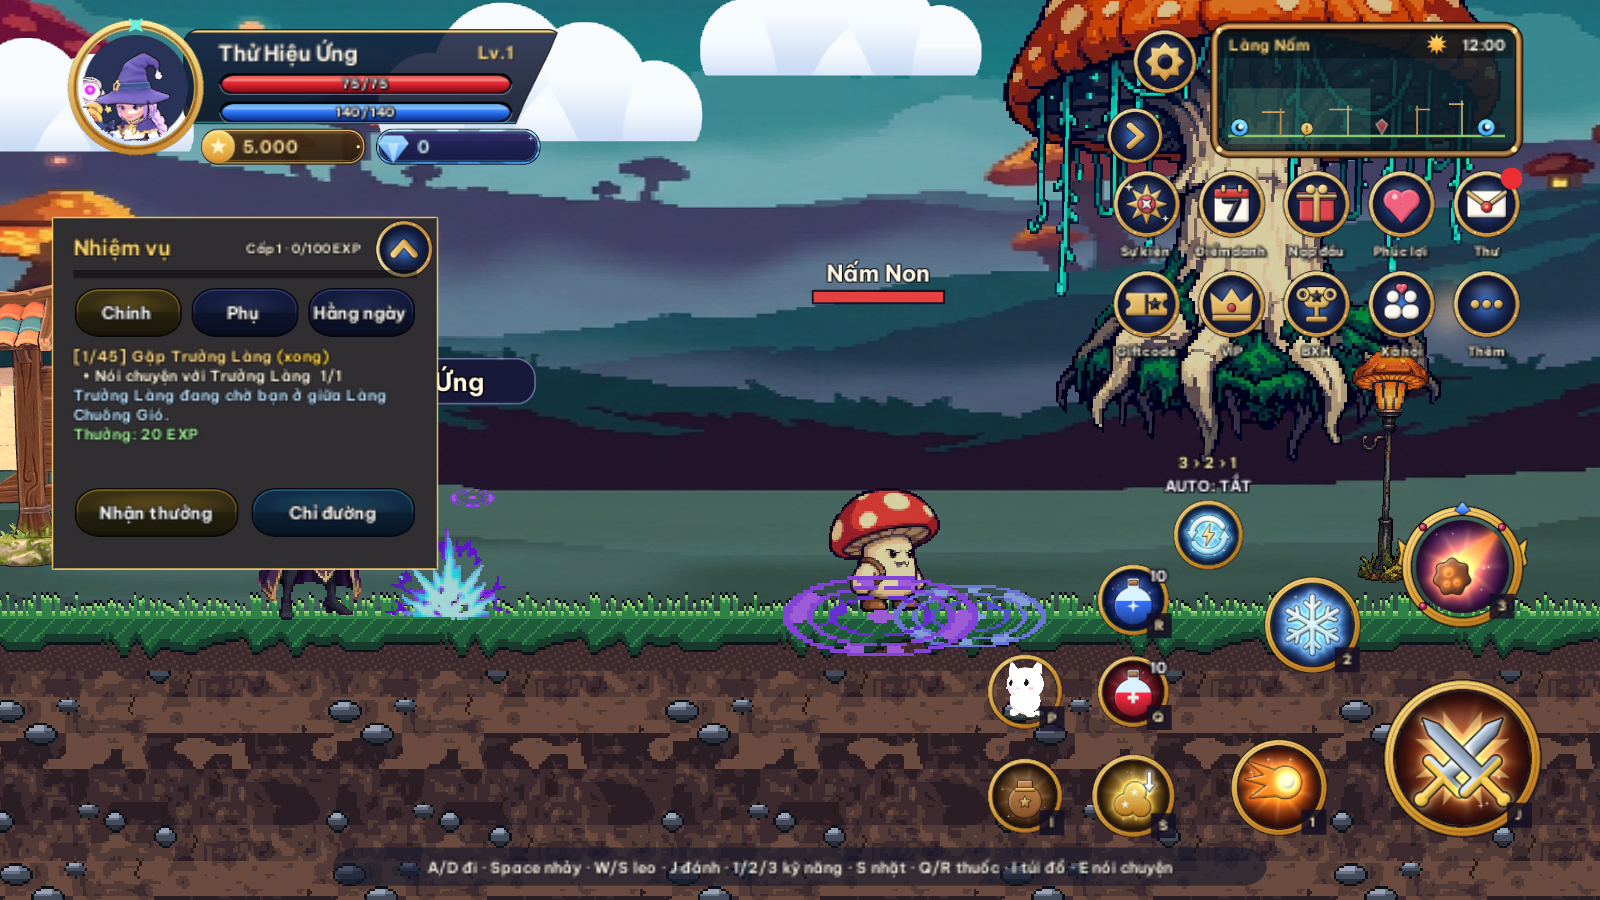 Thử Hiệu Ứng
Lv.1
75/75
140/140
5.000
0
Làng Nấm
12:00
7
Sự kiện
Điểm danh
Nạp đầu
Phúc lợi
Thư
Giftcode
VIP
BXH
Xã hội
Thêm
Nhiệm vụ
Cấp 1 - 0/100 EXP
Chính
Phụ
Hằng ngày
[1/45] Gặp Trưởng Làng (xong)
• Nói chuyện với Trưởng Làng 1/1
Trưởng Làng đang chờ bạn ở giữa Làng
Chuông Gió.
Thưởng: 20 EXP
Nhận thưởng
Chỉ đường
Ứng
Nấm Non
3 › 2 › 1
AUTO: TẮT
10
R
3
2
10
Q
P
I
S
1
J
A/D đi - Space nhảy - W/S leo - J đánh - 1/2/3 kỹ năng - S nhặt - Q/R thuốc - I túi đồ - E nói chuyện